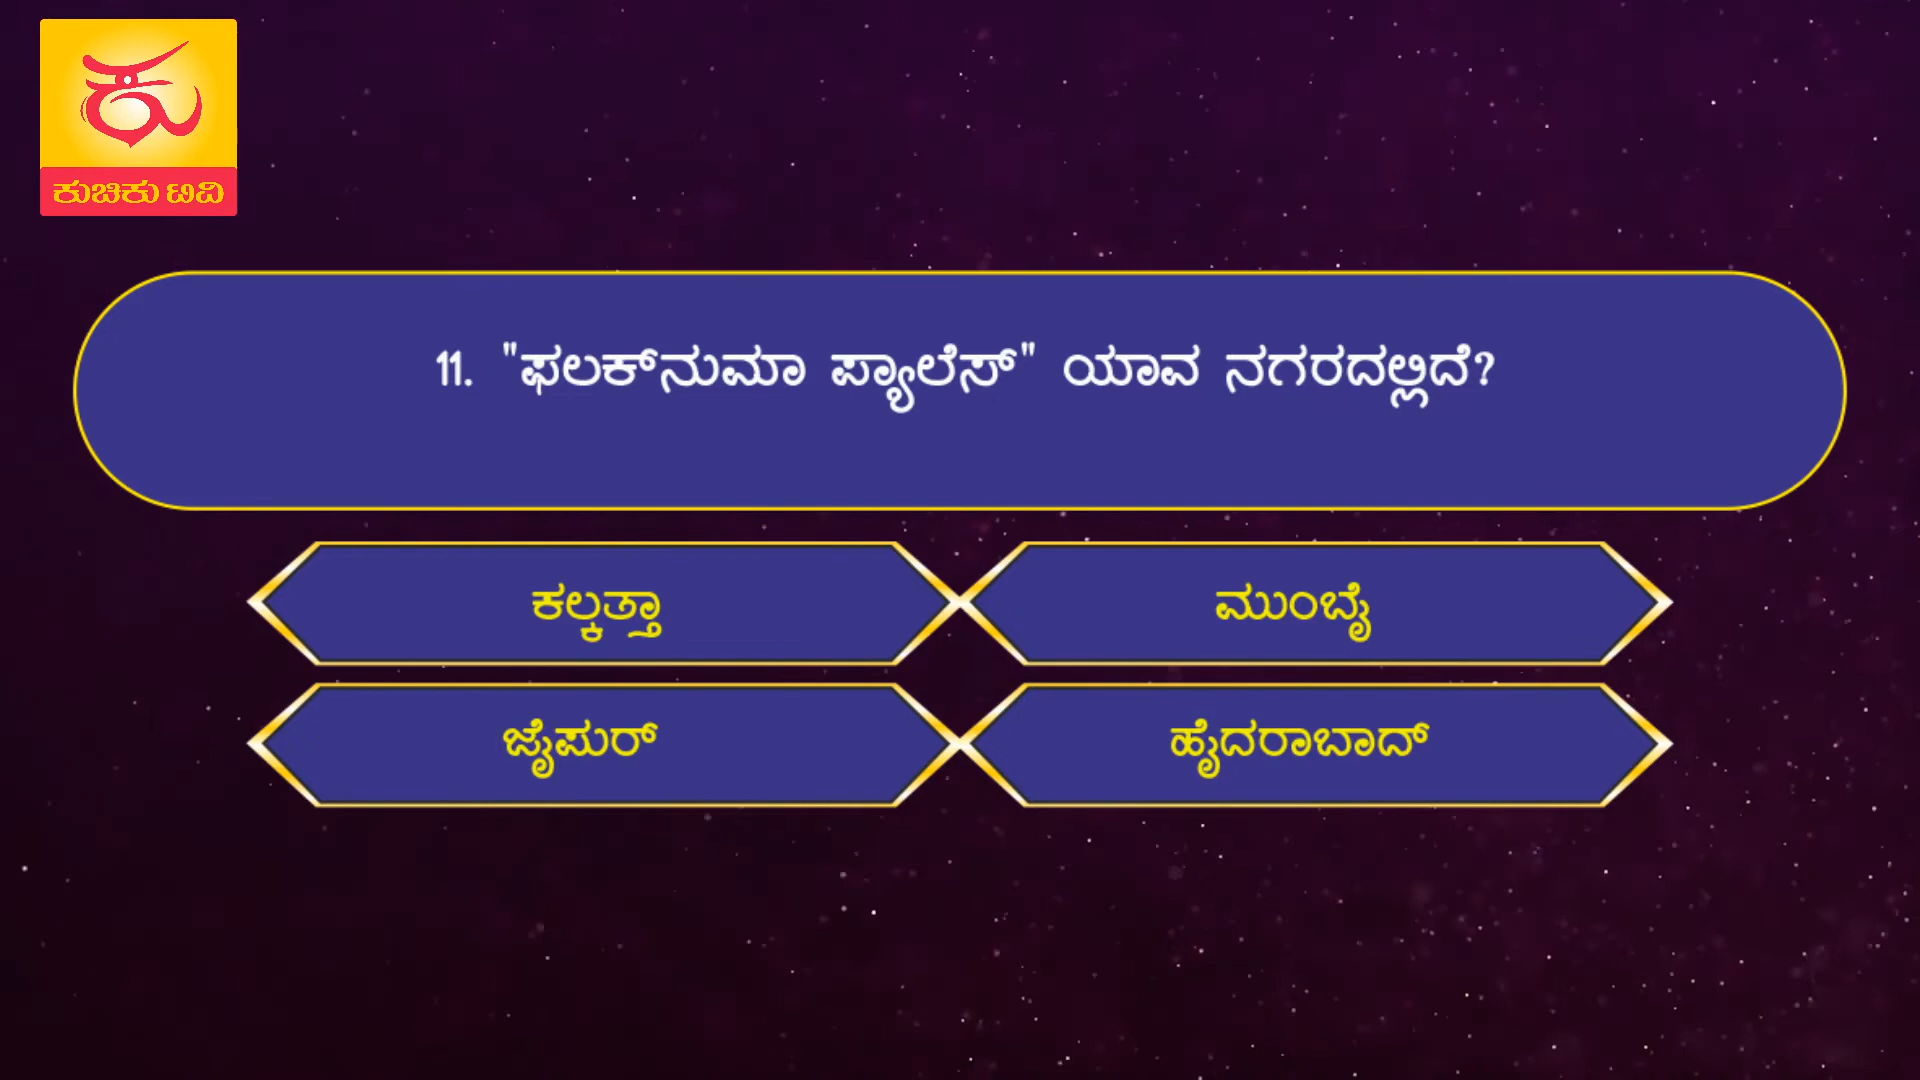 ಕು
ಕುಚಿಕು ಟಿವಿ
11. "ಫಲಕ್‌ನುಮಾ ಪ್ಯಾಲೆಸ್" ಯಾವ ನಗರದಲ್ಲಿದೆ?
ಕಲ್ಕತ್ತಾ
ಮುಂಬೈ
ಜೈಪುರ್
ಹೈದರಾಬಾದ್